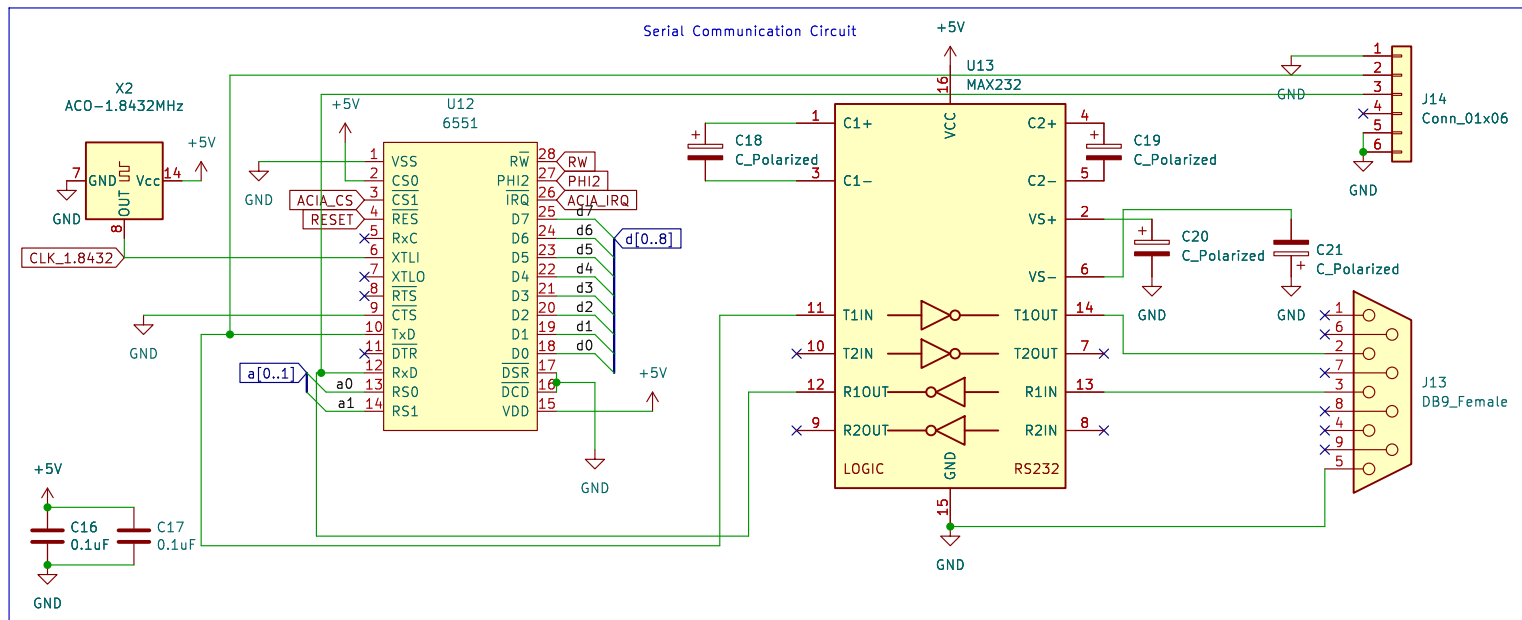 Serial Communication Circuit
X2
ACO-1.8432MHz
+5V
7
GND
Vcc
14
OUT
8
GND
CLK_1.8432
+5V
U12
6551
GND
1 VSS
2 CS0
ACIA_CS 3 CS1
RESET 4 RES
5 RxC
6 XTLI
7 XTLO
8 RTS
9 CTS
10 TxD
11 DTR
12 RxD
13 RS0
14 RS1
GND
a[0..1]
a0
a1
RW 28 RW
PHI2 27 PHI2
IRQ 26 ACIA_IRQ
D7 25 d7
D6 24 d6
D5 23 d5
D4 22 d4
D3 21 d3
D2 20 d2
D1 19 d1
D0 18 d0
DSR 17
DCD 16
VDD 15
d[0..8]
+5V
GND
+5V
C16
0.1uF
C17
0.1uF
GND
+5V
U13
MAX232
16
VCC
+
C18
C_Polarized
1 C1+
3 C1-
11 T1IN
10 T2IN
12 R1OUT
9 R2OUT
LOGIC
GND
RS232
15
GND
C2+ 4
C2- 5
VS+ 2
VS- 6
T1OUT 14
T2OUT 7
R1IN 13
R2IN 8
+
C19
C_Polarized
+
C20
C_Polarized
GND
C21
+ C_Polarized
GND
GND
1
2
3
4
5
6
J14
Conn_01x06
GND
1
6
2
7
3
8
4
9
5
J13
DB9_Female